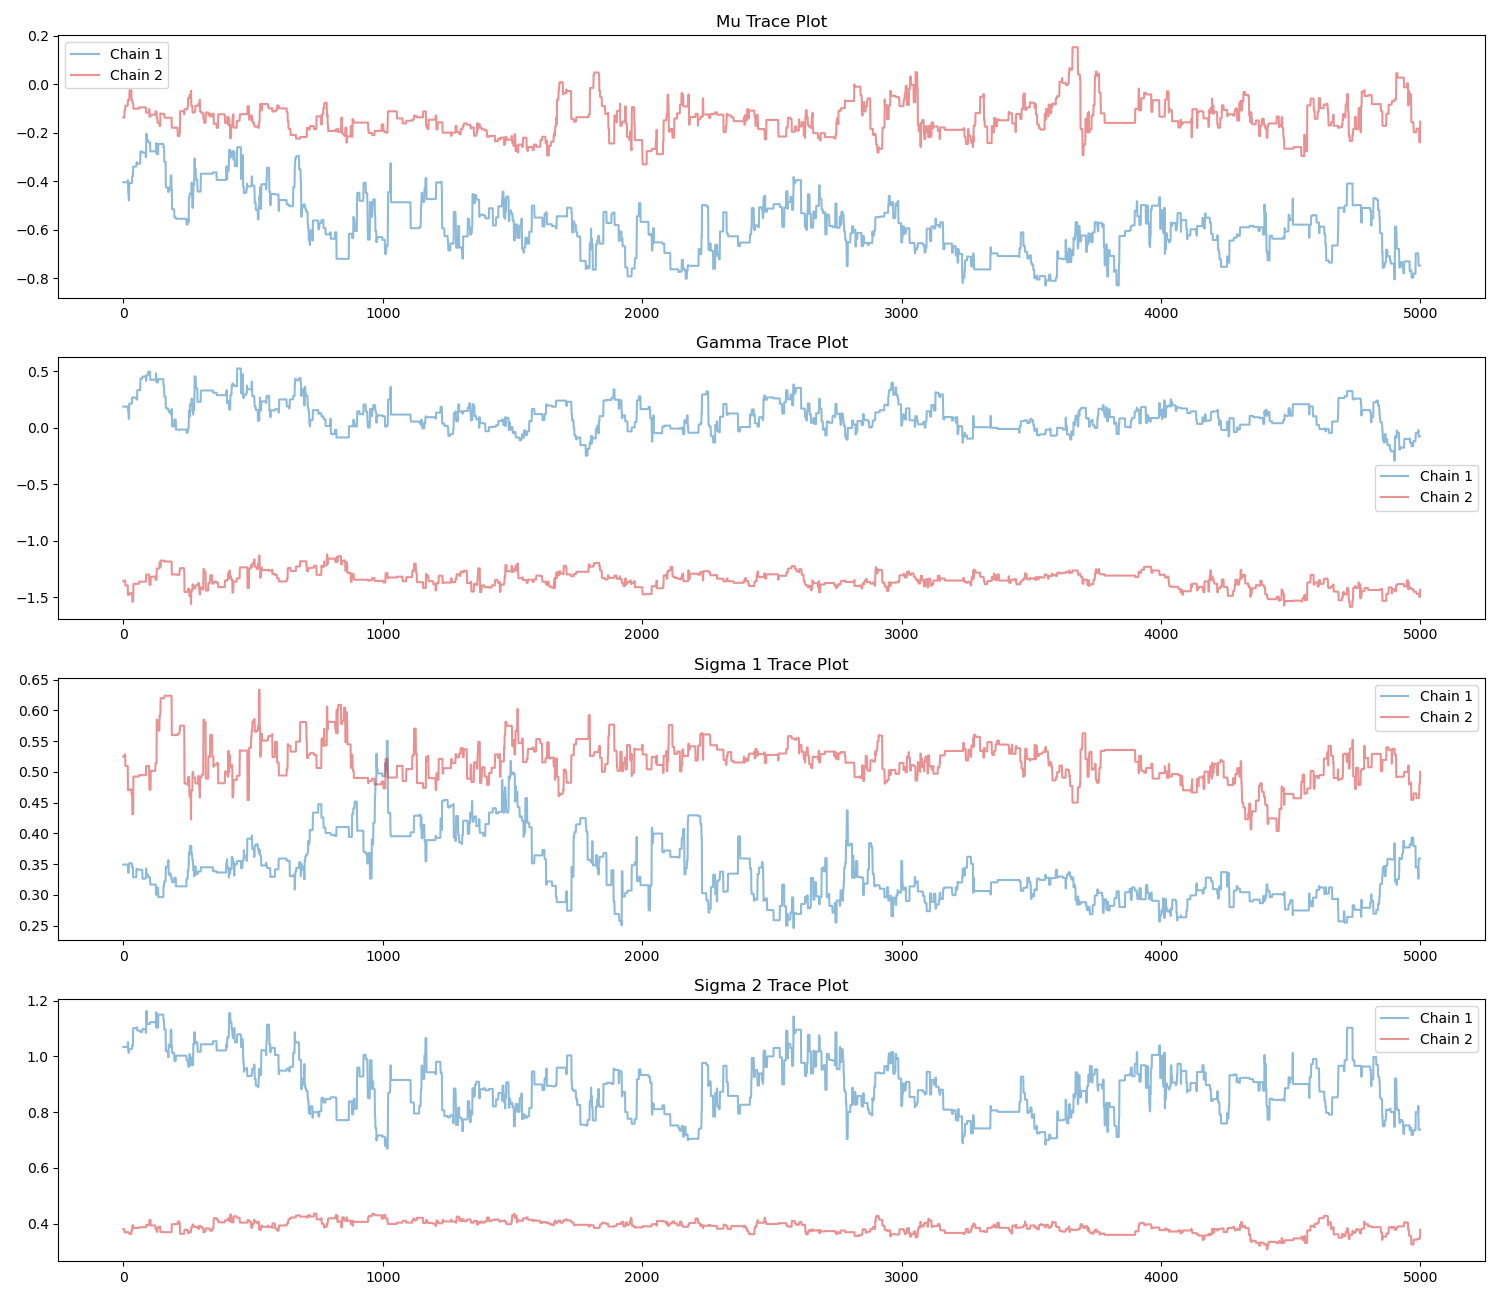 Mu Trace Plot
0.2
0.0
−0.2
−0.4
−0.6
−0.8
Chain 1
Chain 2
0 1000 2000 3000 4000 5000
Gamma Trace Plot
0.5
0.0
−0.5
−1.0
−1.5
Chain 1
Chain 2
0 1000 2000 3000 4000 5000
Sigma 1 Trace Plot
0.65
0.60
0.55
0.50
0.45
0.40
0.35
0.30
0.25
Chain 1
Chain 2
0 1000 2000 3000 4000 5000
Sigma 2 Trace Plot
1.2
1.0
0.8
0.6
0.4
Chain 1
Chain 2
0 1000 2000 3000 4000 5000